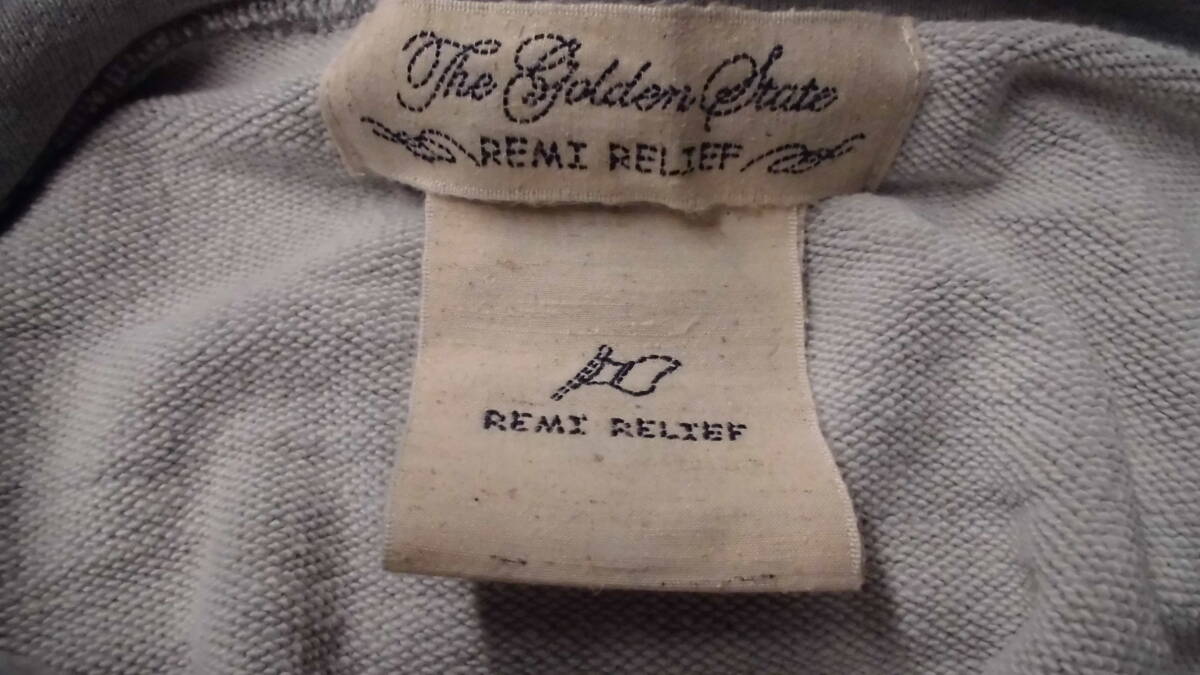 The Golden State
REMI RELIEF
REMI RELIEF